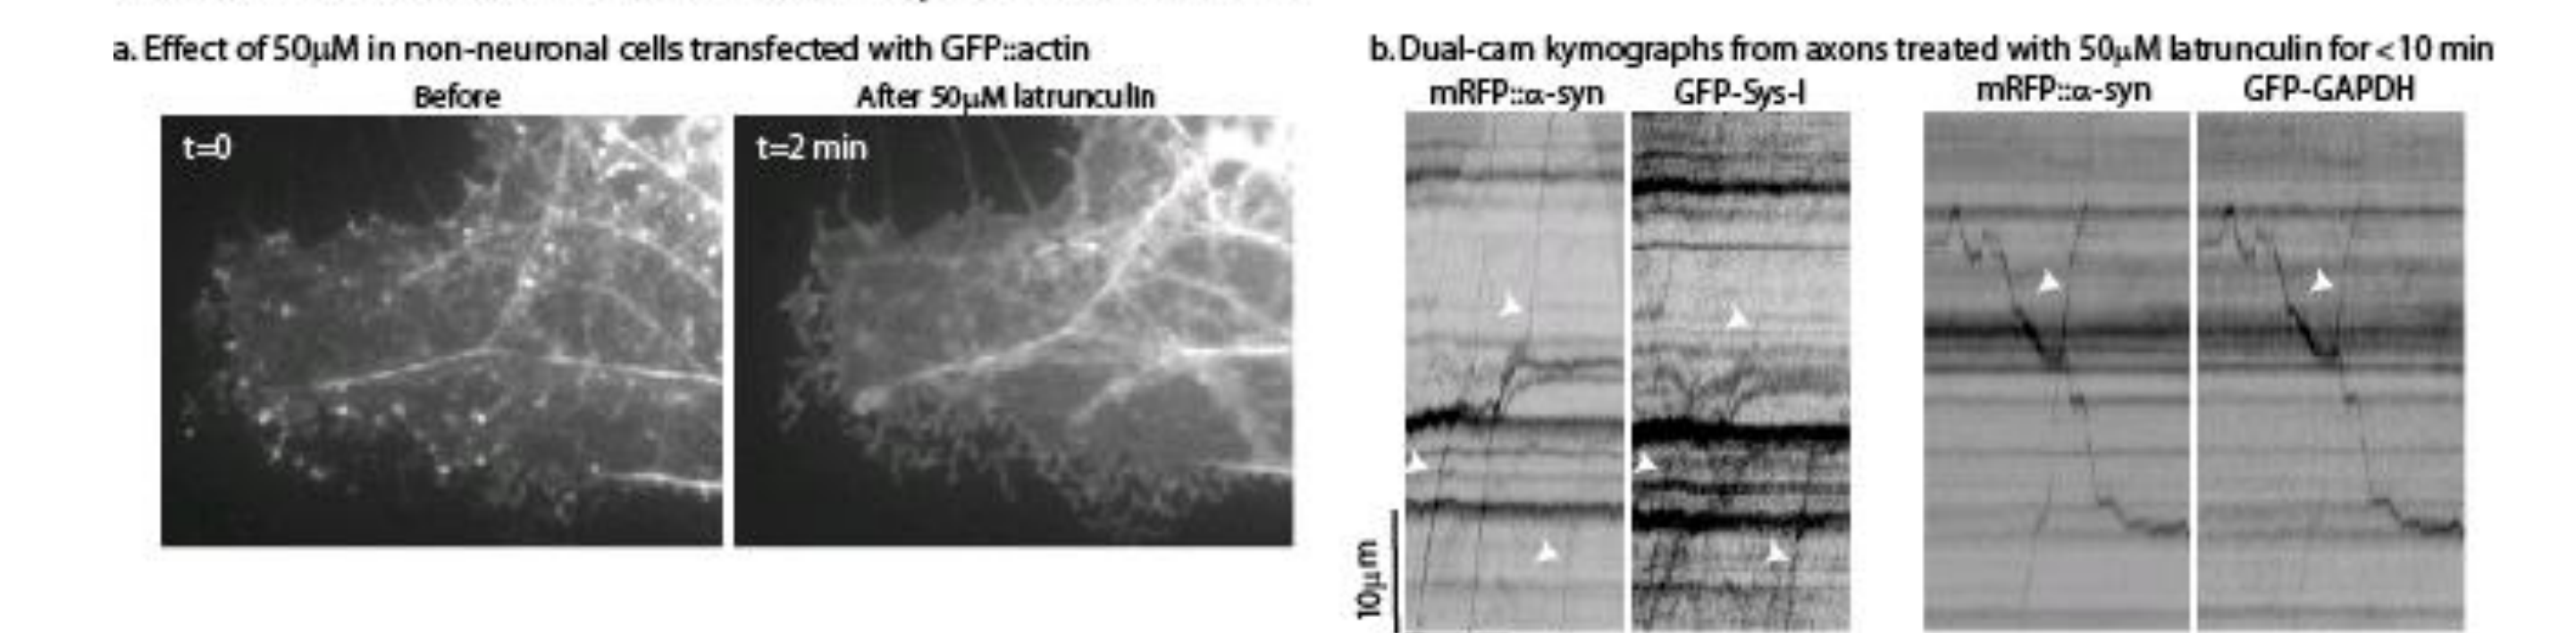 a. Effect of 50μM in non-neuronal cells transfected with GFP::actin
Before
After 50μM latrunculin
t=0
t=2 min
b. Dual-cam kymographs from axons treated with 50μM latrunculin for <10 min
mRFP::α-syn
GFP-Sys-I
mRFP::α-syn
GFP-GAPDH
10μm